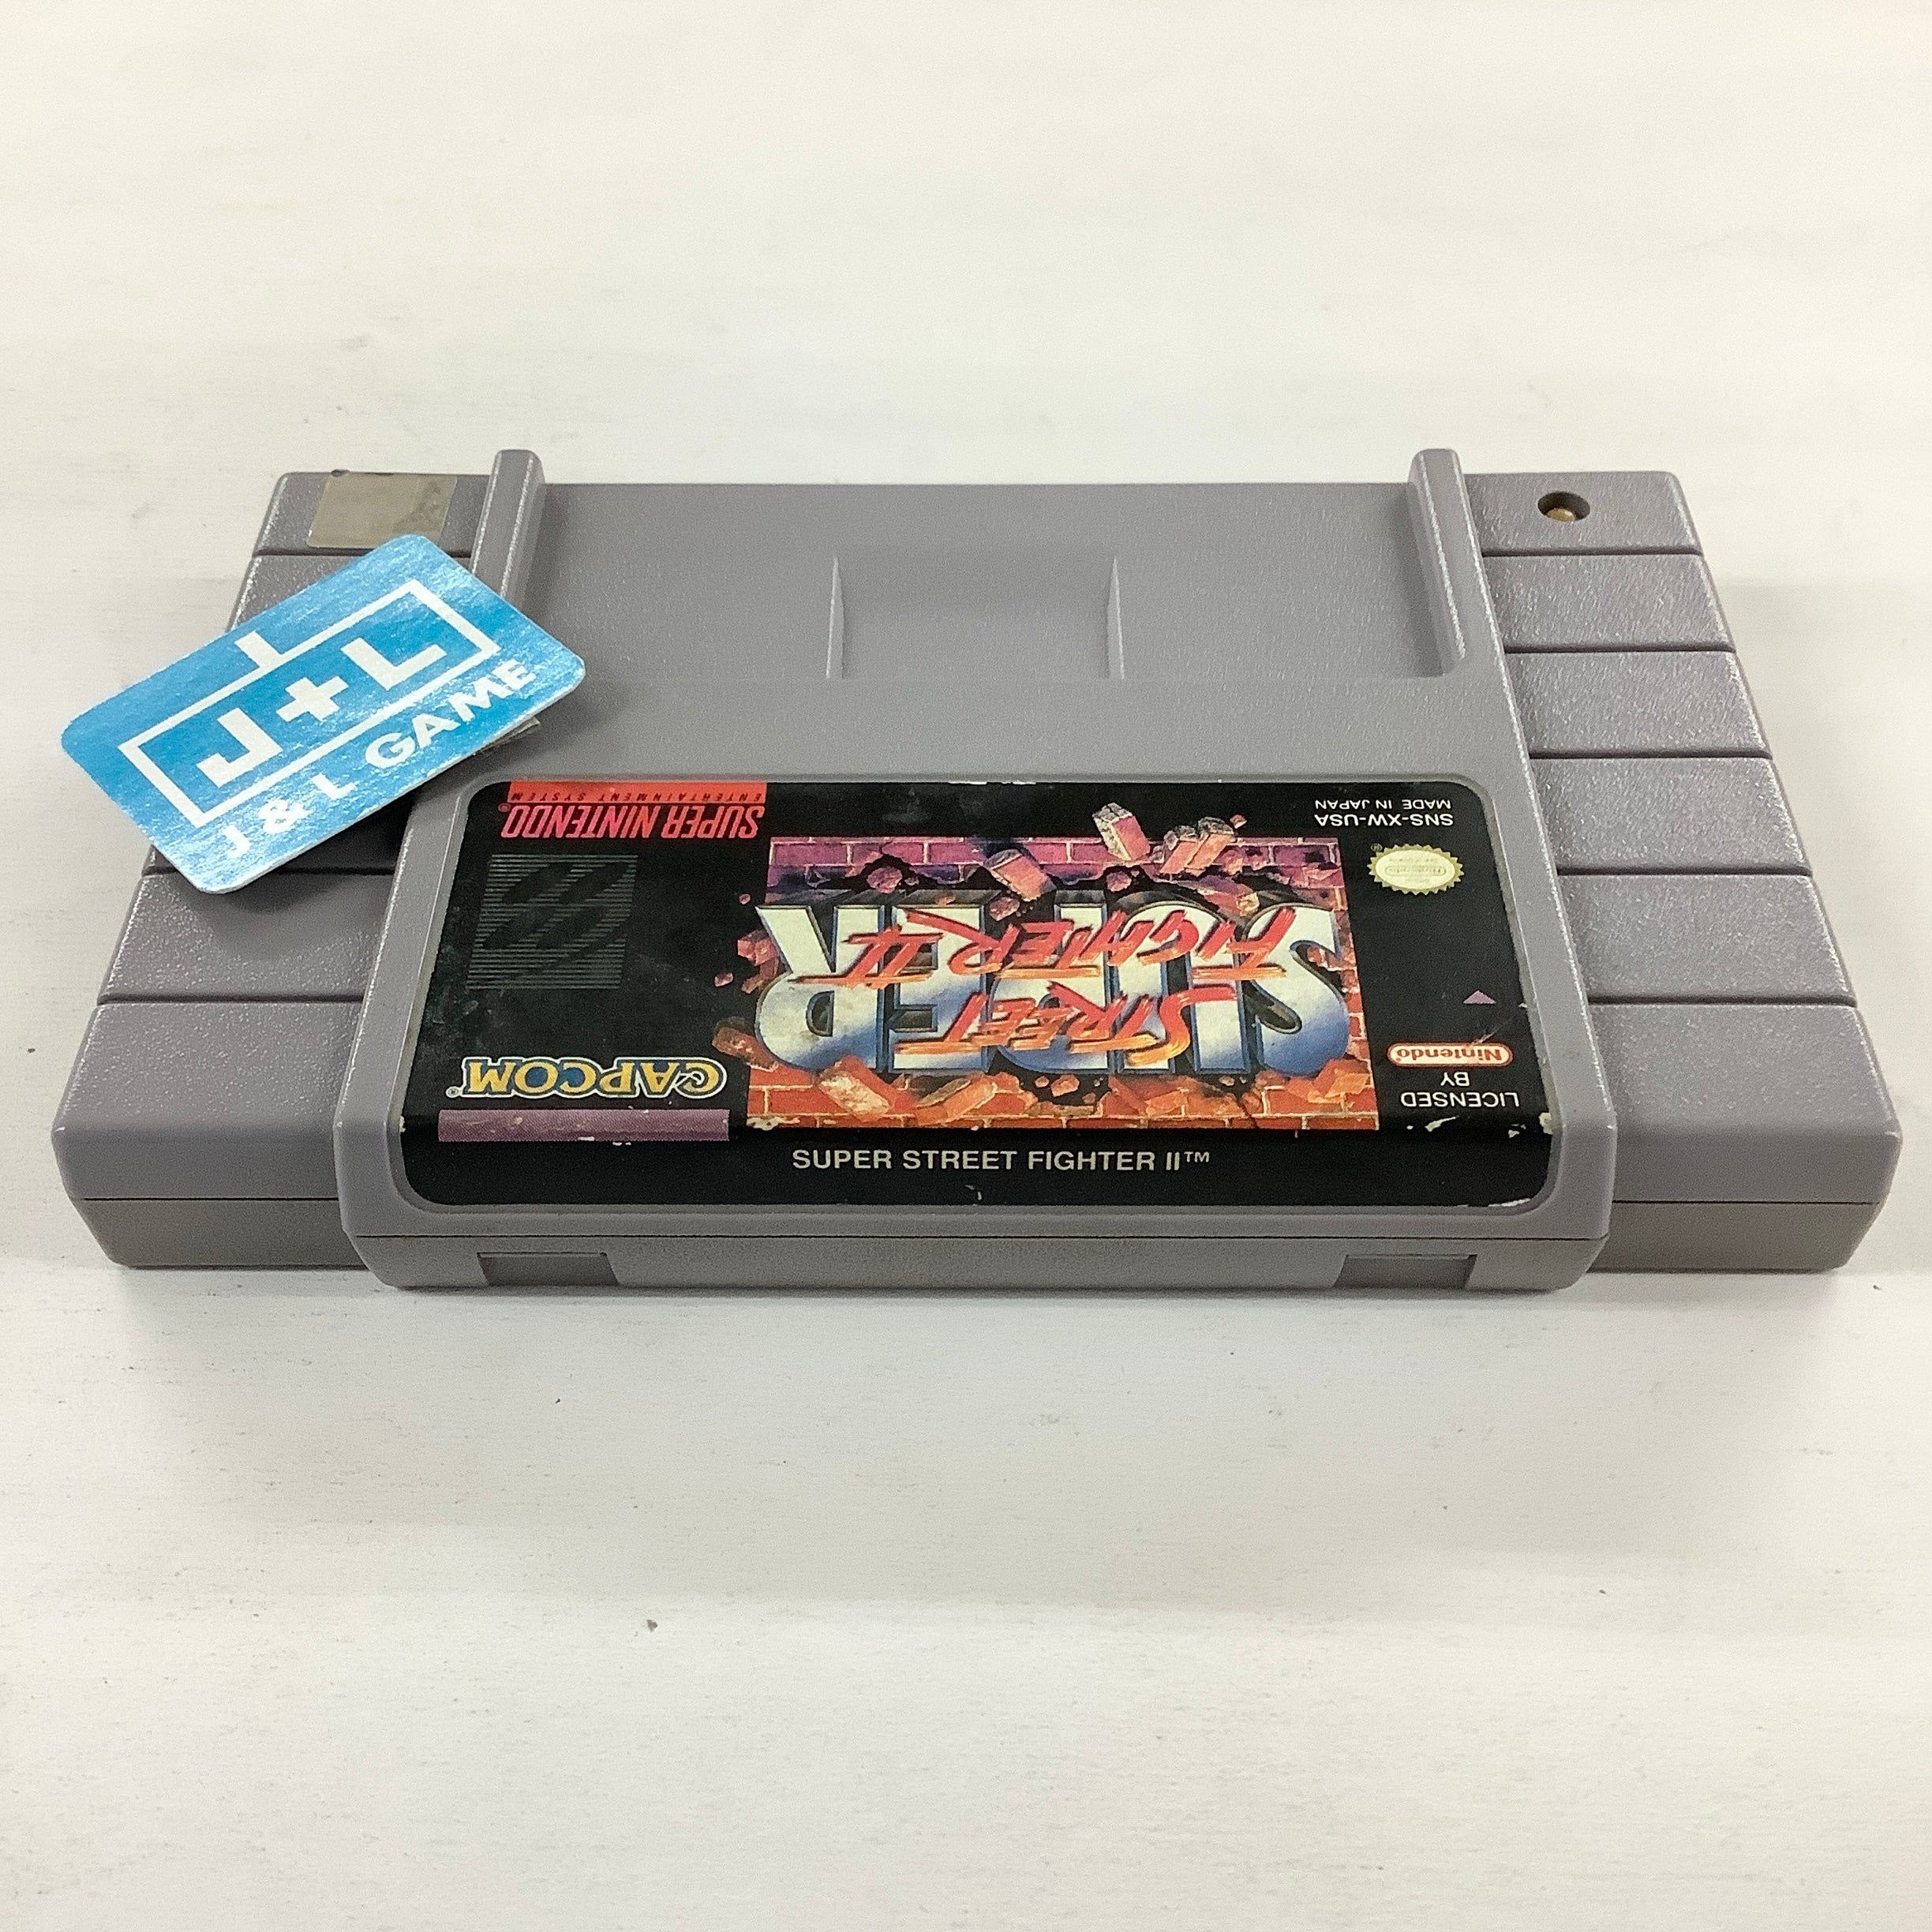 J+L
J & L GAME
SUPER STREET FIGHTER II™
LICENSED
BY
Nintendo®
CAPCOM®
SUPER
STREET
FIGHTER II
SNS-XW-USA
MADE IN JAPAN
SUPER NINTENDO®
ENTERTAINMENT SYSTEM